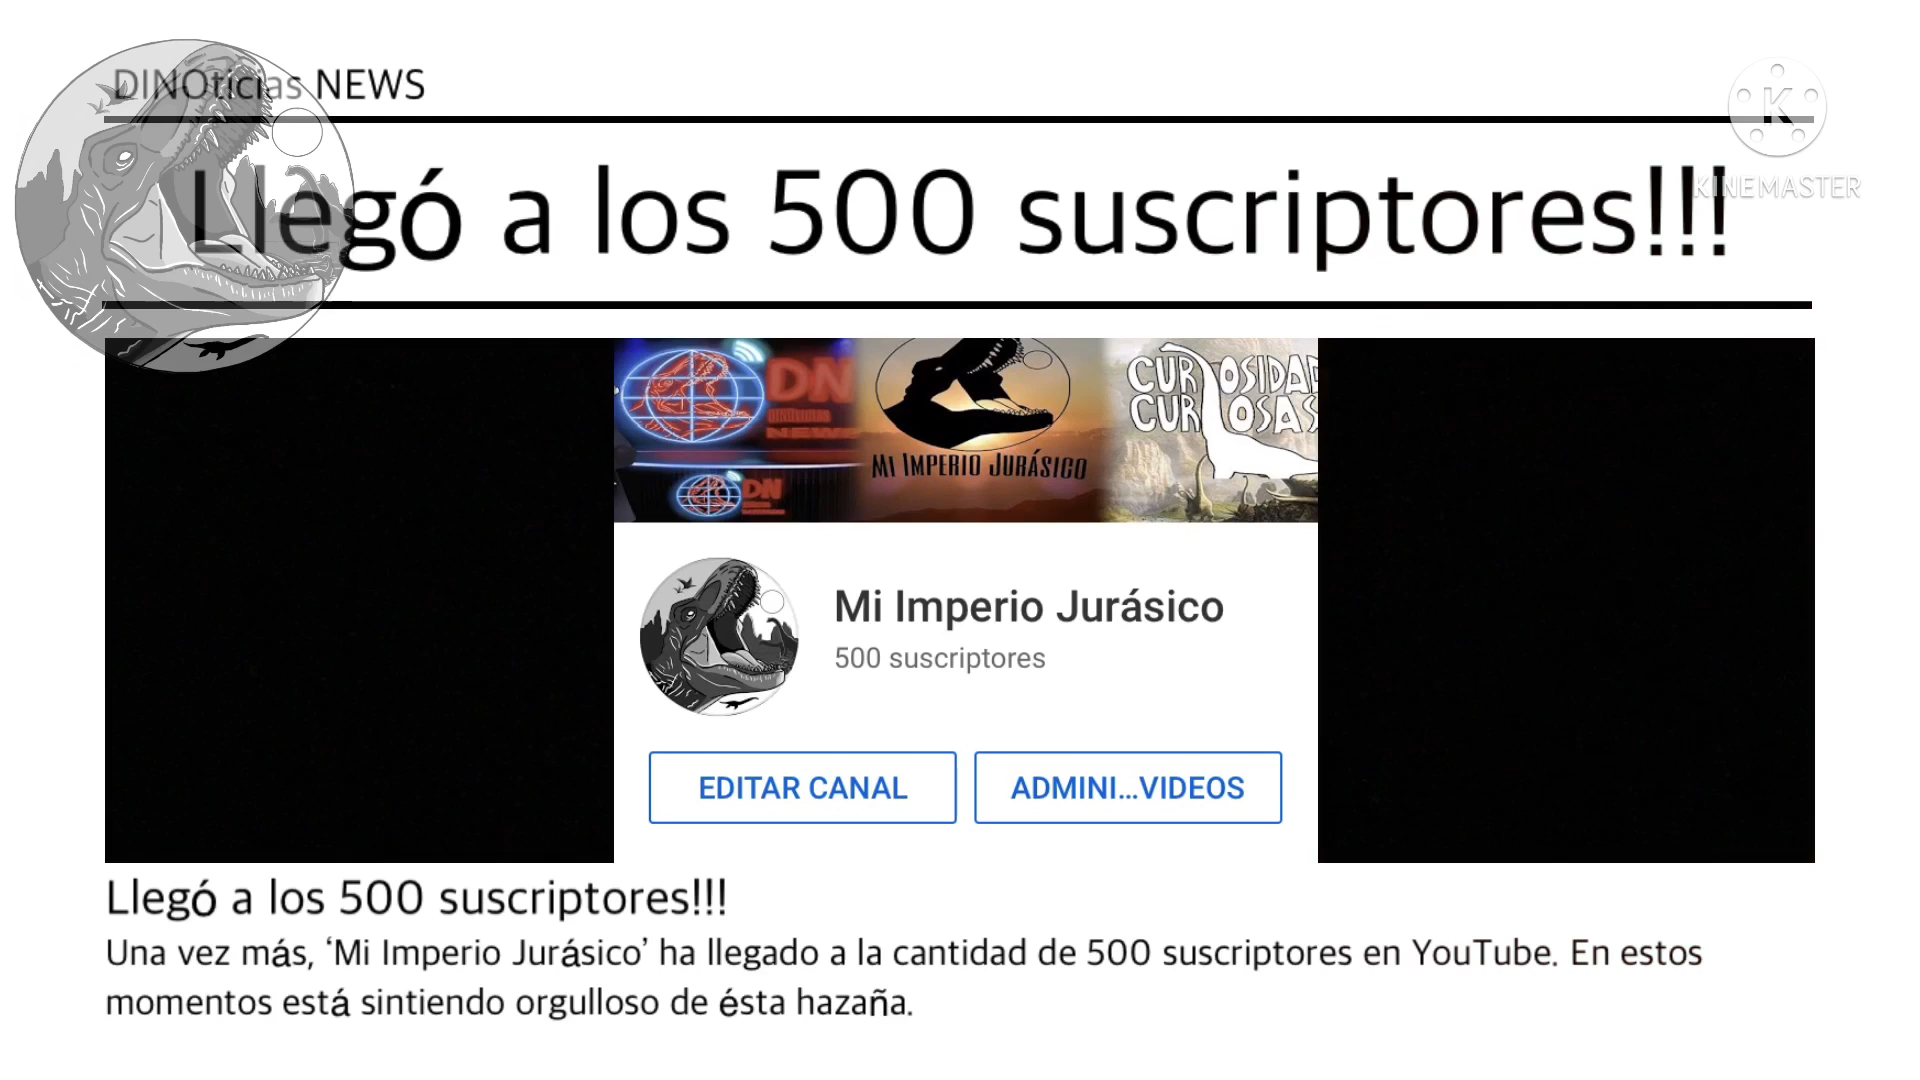 DINOticias NEWS
KINEMASTER
Llegó a los 500 suscriptores!!!
DN
NEWS
DN
MI IMPERIO JURÁSICO
CURIOSIDAD
CURIOSAS
Mi Imperio Jurásico
500 suscriptores
EDITAR CANAL
ADMINI...VIDEOS
Llegó a los 500 suscriptores!!!
Una vez más, ‘Mi Imperio Jurásico’ ha llegado a la cantidad de 500 suscriptores en YouTube. En estos
momentos está sintiendo orgulloso de ésta hazaña.